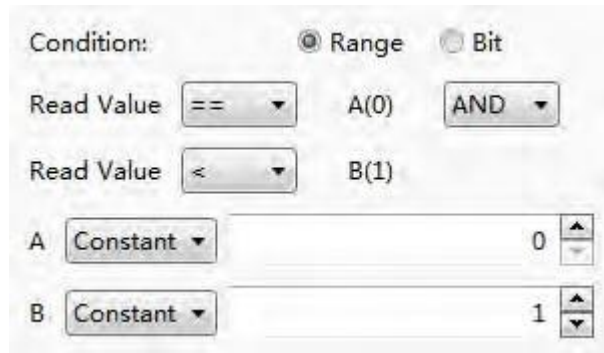 Condition: Range Bit
Read Value == A(0) AND
Read Value < B(1)
A Constant 0
B Constant 1